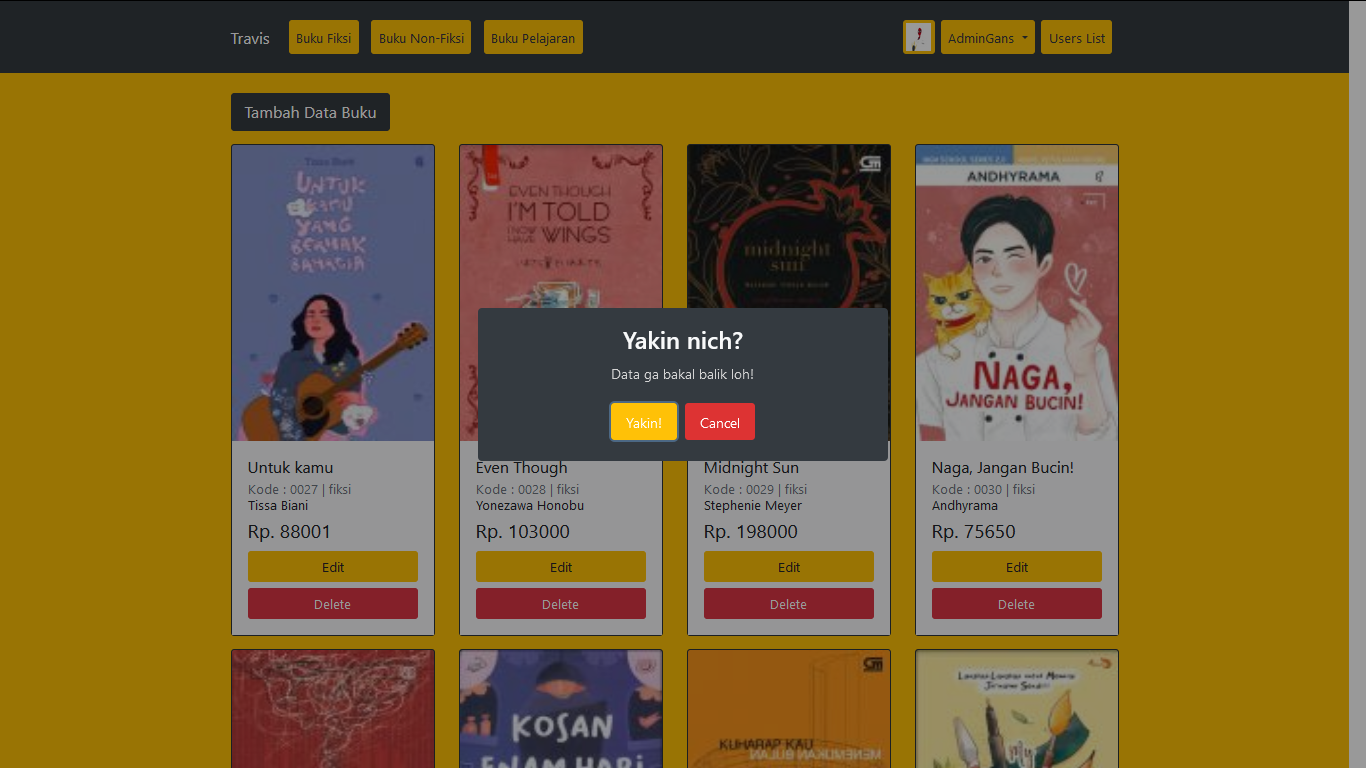 Travis
Buku Fiksi
Buku Non-Fiksi
Buku Pelajaran
AdminGans
Users List
Tambah Data Buku
Tissa Biani
UNTUK
KAMU
YANG
BERHAK
BAHAGIA
EVEN THOUGH
I'M TOLD
I NOW
HAVE WINGS
midnight
sun
ANDHYRAMA
NAGA,
JANGAN BUCIN!
Yakin nich?
Data ga bakal balik loh!
Yakin!
Cancel
Untuk kamu
Kode : 0027 | fiksi
Tissa Biani
Rp. 88001
Edit
Delete
Even Though
Kode : 0028 | fiksi
Yonezawa Honobu
Rp. 103000
Edit
Delete
Midnight Sun
Kode : 0029 | fiksi
Stephenie Meyer
Rp. 198000
Edit
Delete
Naga, Jangan Bucin!
Kode : 0030 | fiksi
Andhyrama
Rp. 75650
Edit
Delete
KOSAN
ENAM HARI
KUHARAP KAU
MENEMUKAN BULAN